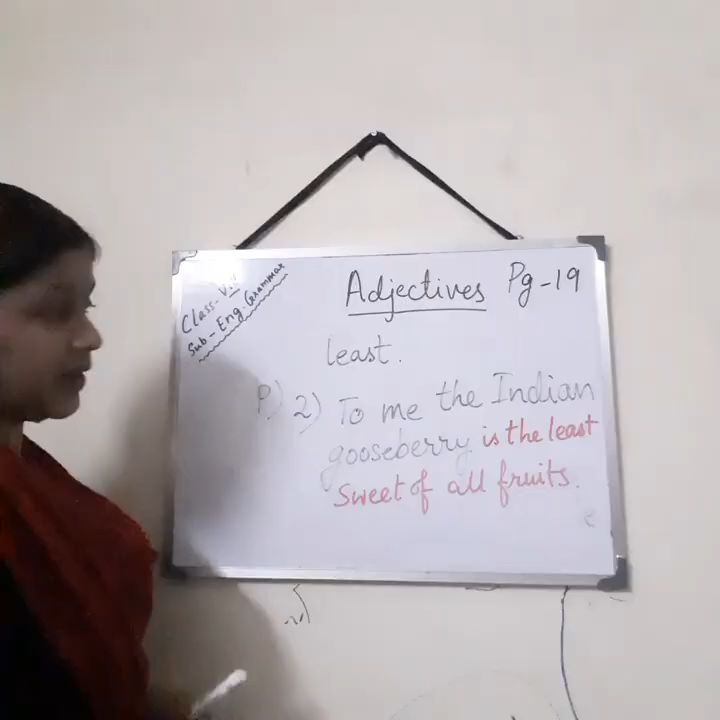 Class - V.V
Sub - Eng. Grammar
Adjectives Pg-19
least.
P.) 2) To me the Indian
gooseberry is the least
sweet of all fruits.